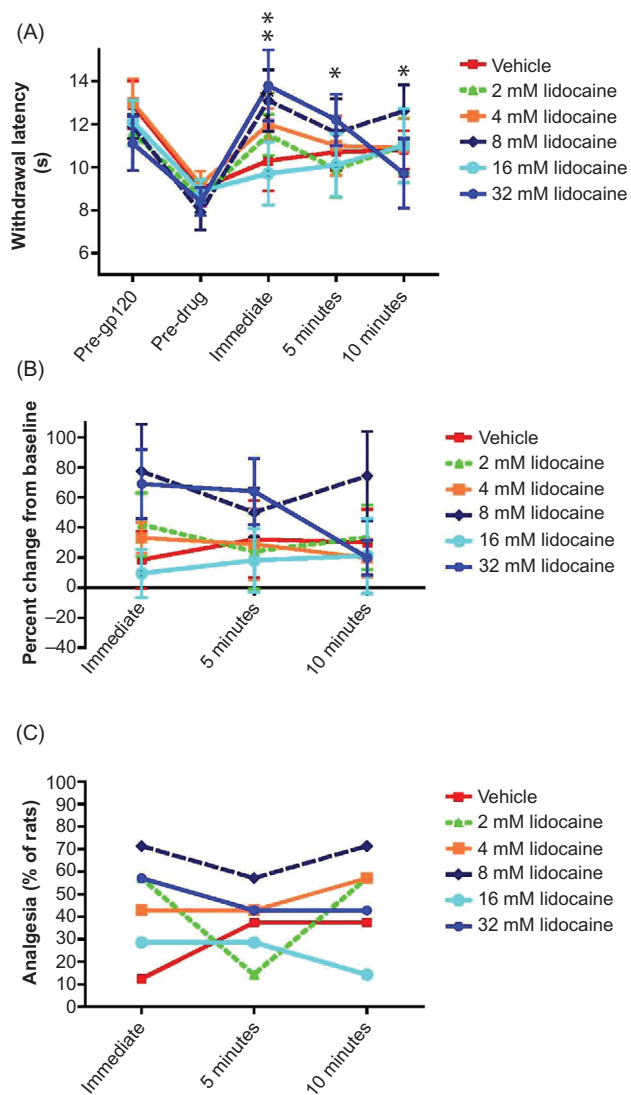 (A)
*
*
*
*
14
12
10
8
6
Withdrawal latency
(s)
Pre-gp120
Pre-drug
Immediate
5 minutes
10 minutes
Vehicle
2 mM lidocaine
4 mM lidocaine
8 mM lidocaine
16 mM lidocaine
32 mM lidocaine
(B)
100
80
60
40
20
0
–20
–40
Percent change from baseline
Immediate
5 minutes
10 minutes
Vehicle
2 mM lidocaine
4 mM lidocaine
8 mM lidocaine
16 mM lidocaine
32 mM lidocaine
(C)
100
90
80
70
60
50
40
30
20
10
0
Analgesia (% of rats)
Immediate
5 minutes
10 minutes
Vehicle
2 mM lidocaine
4 mM lidocaine
8 mM lidocaine
16 mM lidocaine
32 mM lidocaine